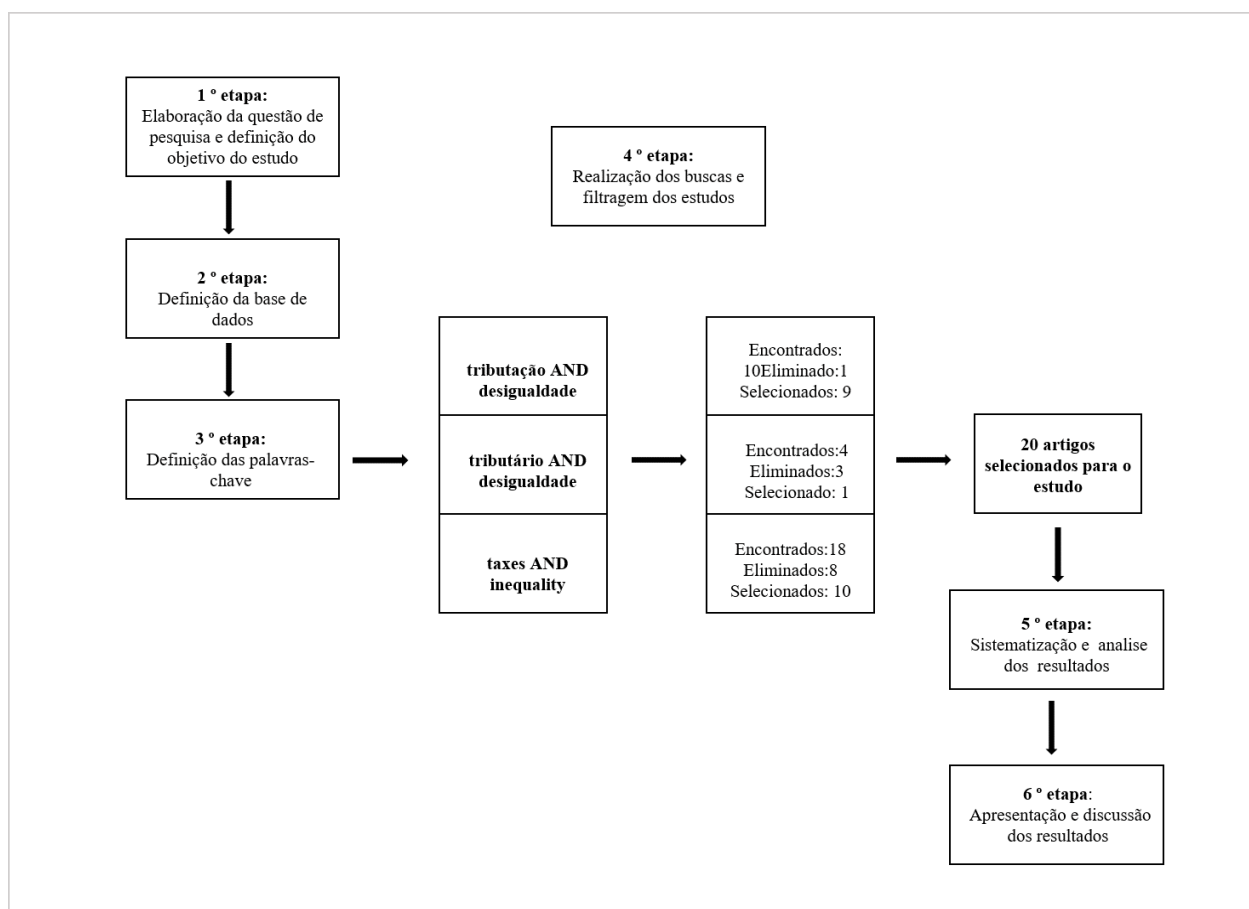 1 º etapa:
Elaboração da questão de
pesquisa e definição do
objetivo do estudo
2 º etapa:
Definição da base de
dados
3 º etapa:
Definição das palavras-
chave
4 º etapa:
Realização dos buscas e
filtragem dos estudos
tributação AND
desigualdade
tributário AND
desigualdade
taxes AND
inequality
Encontrados:
10Eliminado:1
Selecionados: 9
Encontrados:4
Eliminados:3
Selecionado: 1
Encontrados:18
Eliminados:8
Selecionados: 10
20 artigos
selecionados para o
estudo
5 º etapa:
Sistematização e analise
dos resultados
6 º etapa:
Apresentação e discussão
dos resultados